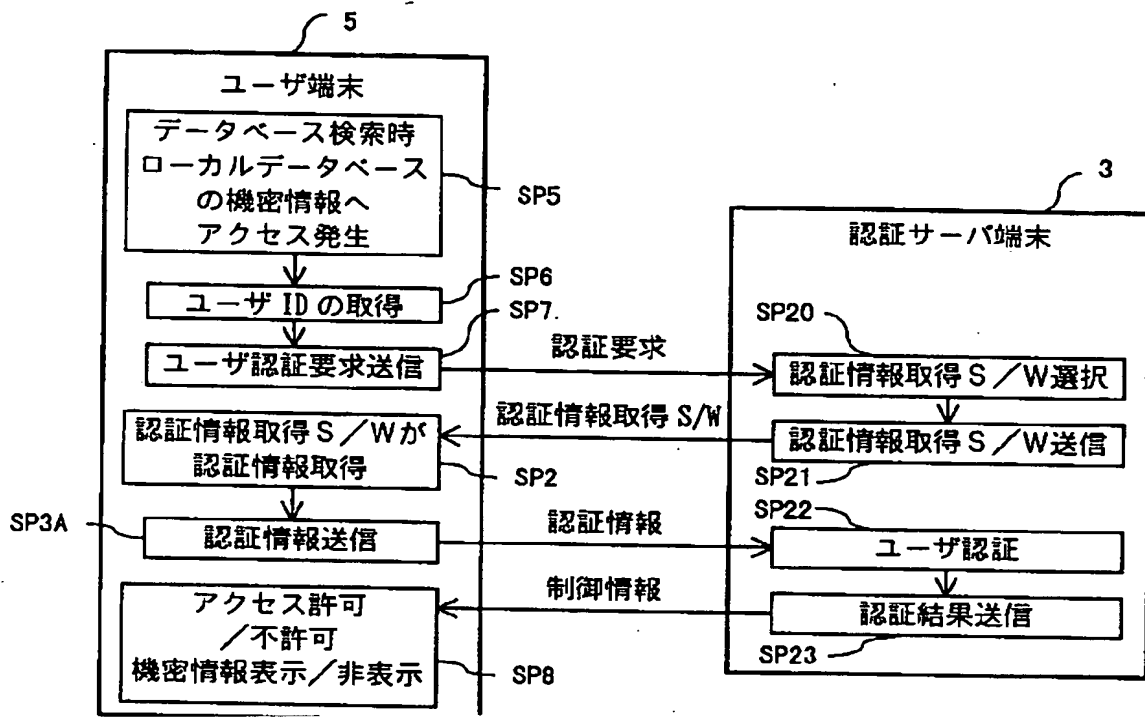 5
ユーザ端末
データベース検索時
ローカルデータベース
の機密情報へ
アクセス発生
SP5
ユーザ ID の取得
SP6
ユーザ認証要求送信
SP7.
認証要求
3
認証サーバ端末
SP20
認証情報取得 S／W選択
認証情報取得 S/W
認証情報取得 S／W送信
SP21
認証情報取得 S／Wが
認証情報取得
SP2
SP3A
認証情報送信
認証情報
SP22
ユーザ認証
制御情報
認証結果送信
SP23
アクセス許可
／不許可
機密情報表示／非表示
SP8